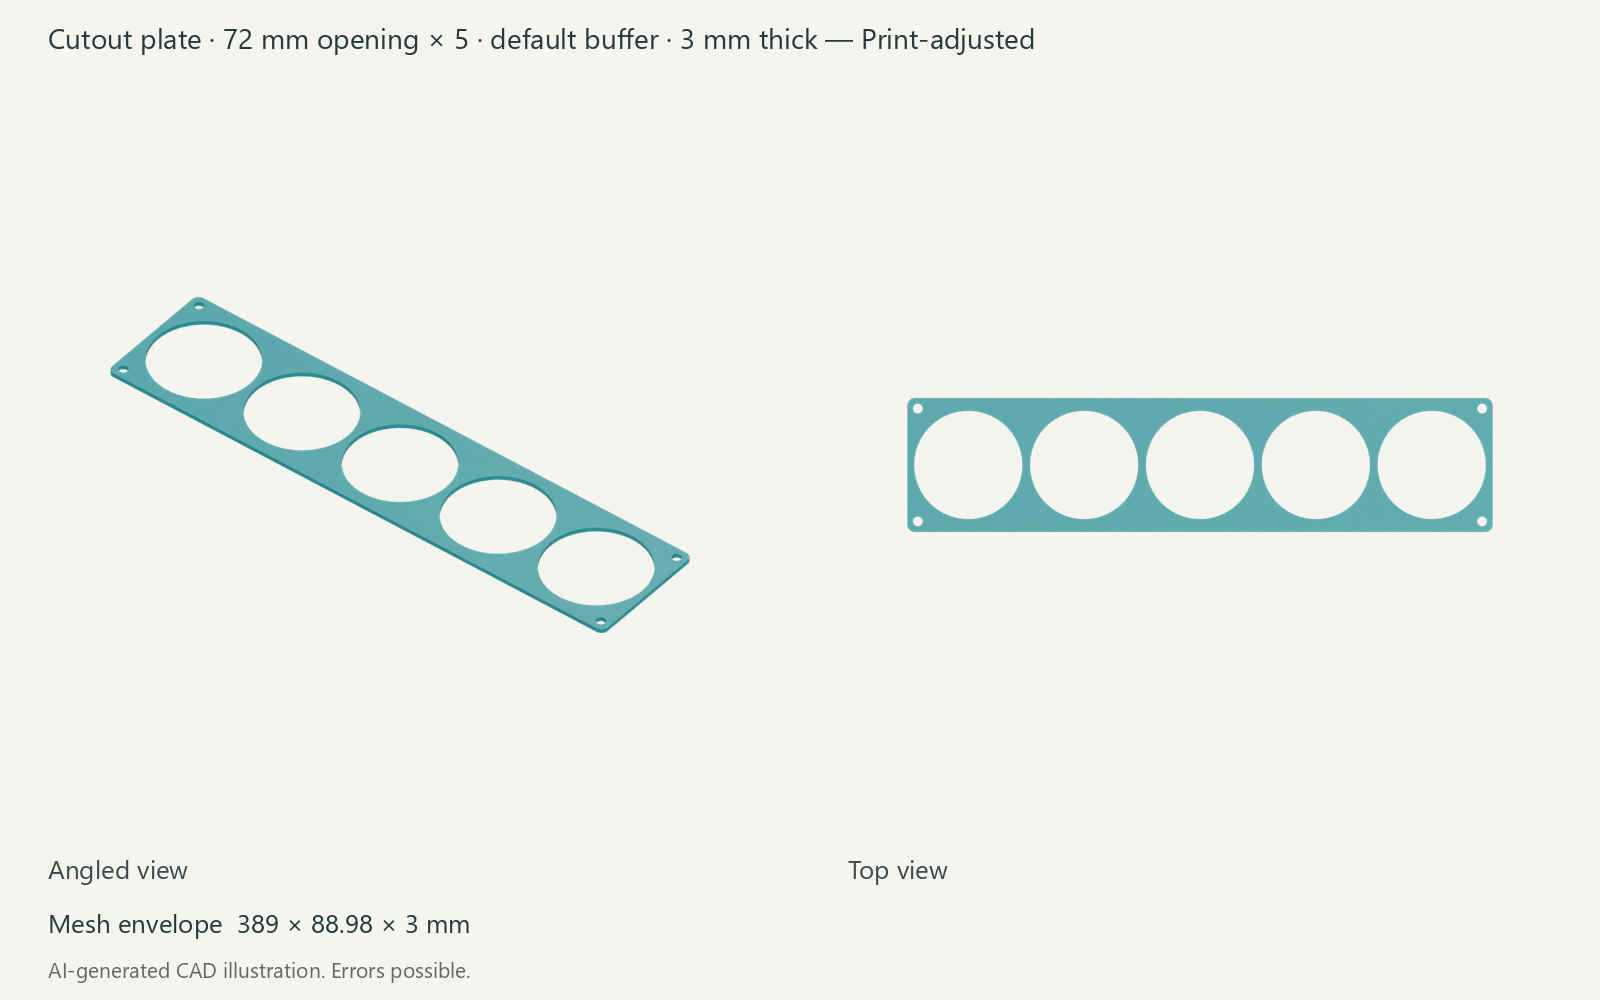 Cutout plate · 72 mm opening × 5 · default buffer · 3 mm thick — Print-adjusted
Angled view
Top view
Mesh envelope  389 × 88.98 × 3 mm
AI-generated CAD illustration. Errors possible.